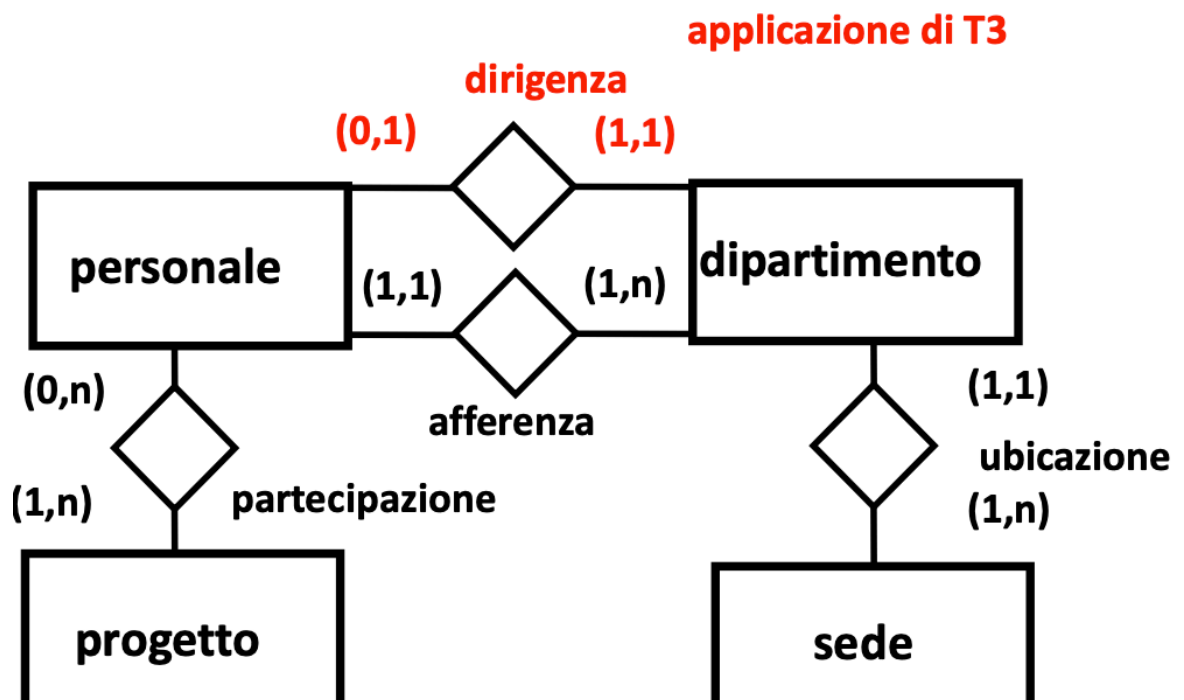 applicazione di T3
dirigenza
(0,1)
(1,1)
personale
dipartimento
(1,1)
(1,n)
afferenza
(0,n)
(1,n)
partecipazione
(1,1)
ubicazione
(1,n)
progetto
sede